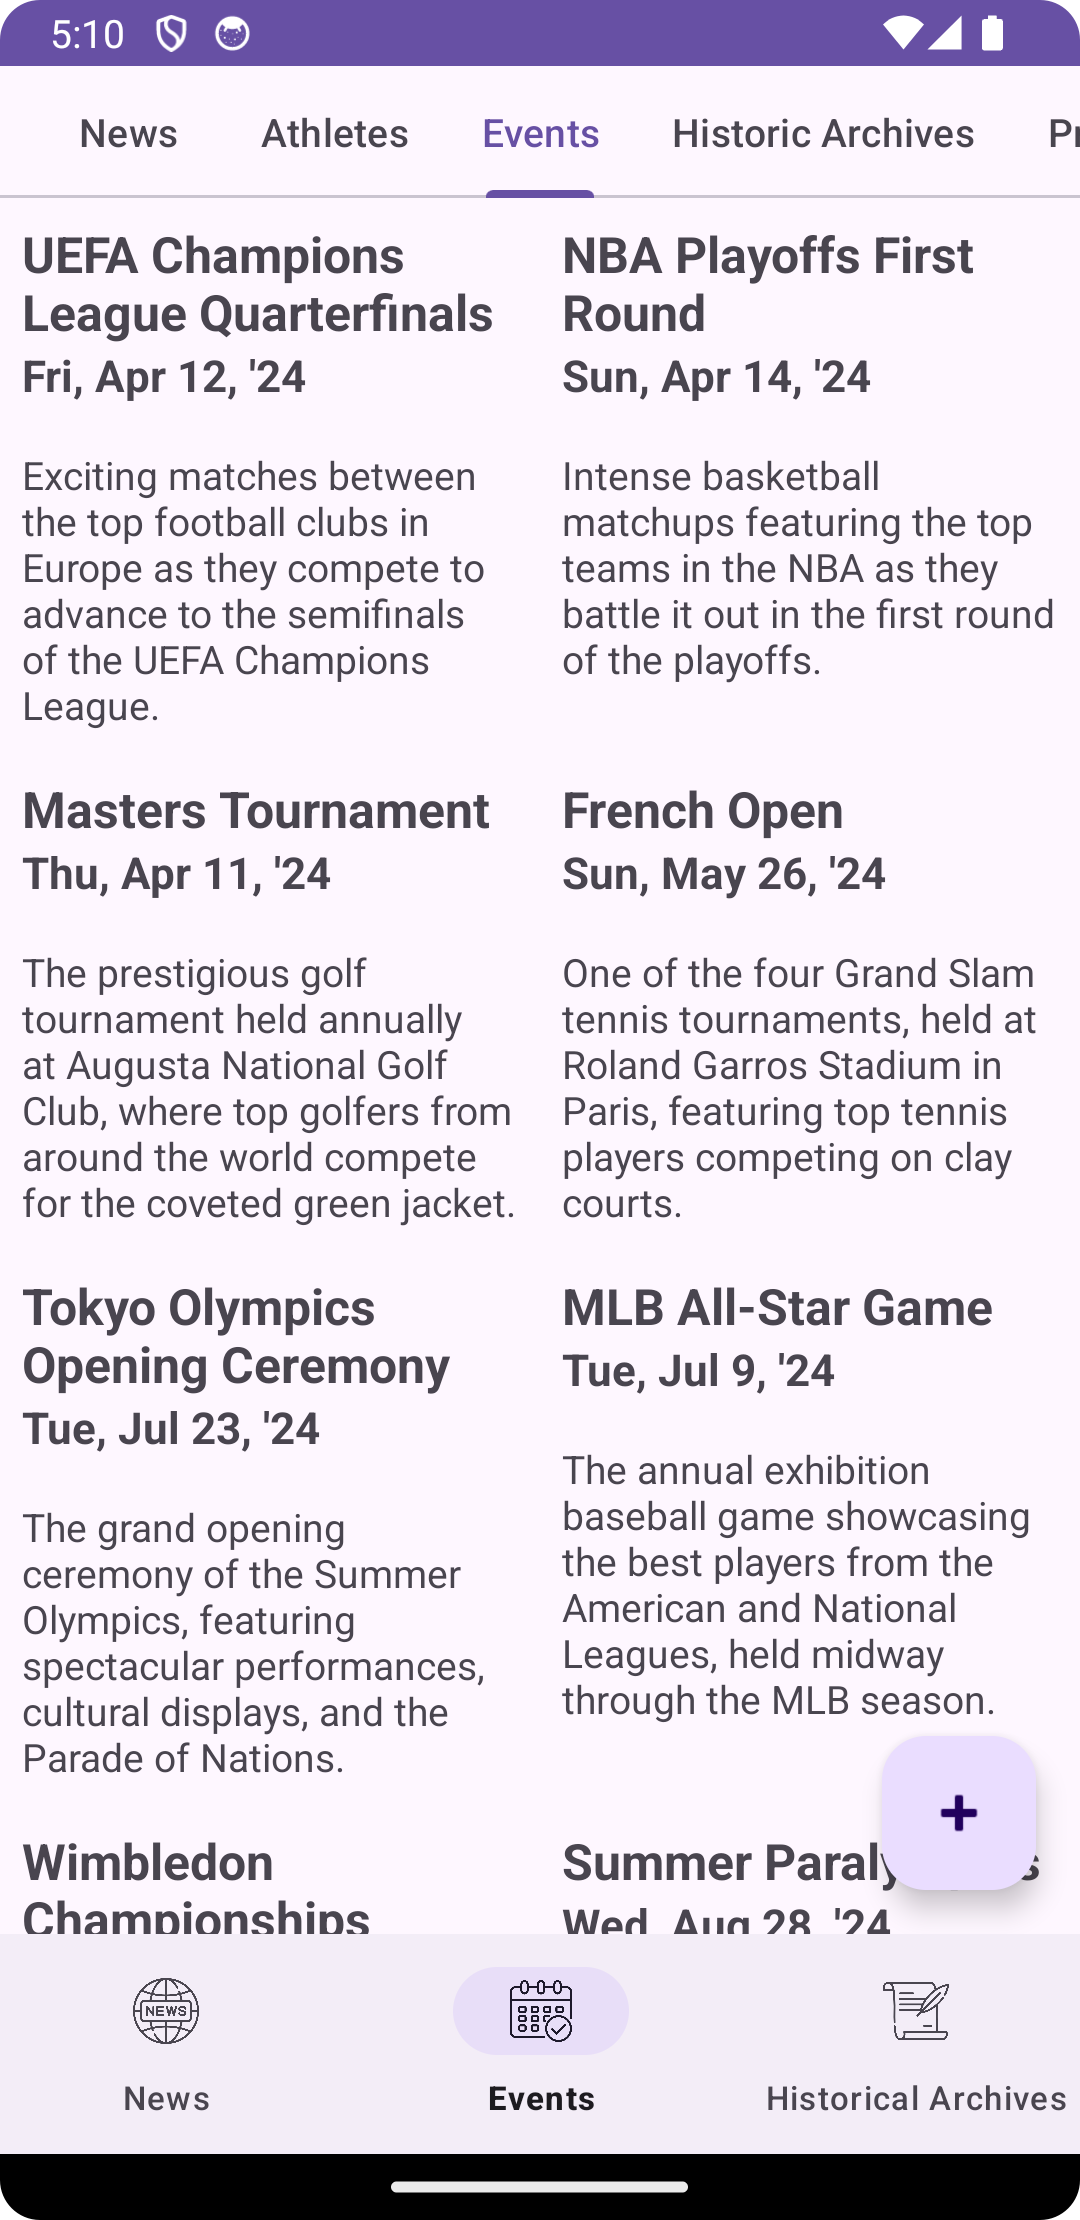 5:10
News
Athletes
Events
Historic Archives
UEFA Champions
League Quarterfinals
Fri, Apr 12, '24
Exciting matches between
the top football clubs in
Europe as they compete to
advance to the semifinals
of the UEFA Champions
League.
NBA Playoffs First
Round
Sun, Apr 14, '24
Intense basketball
matchups featuring the top
teams in the NBA as they
battle it out in the first round
of the playoffs.
Masters Tournament
Thu, Apr 11, '24
The prestigious golf
tournament held annually
at Augusta National Golf
Club, where top golfers from
around the world compete
for the coveted green jacket.
French Open
Sun, May 26, '24
One of the four Grand Slam
tennis tournaments, held at
Roland Garros Stadium in
Paris, featuring top tennis
players competing on clay
courts.
Tokyo Olympics
Opening Ceremony
Tue, Jul 23, '24
The grand opening
ceremony of the Summer
Olympics, featuring
spectacular performances,
cultural displays, and the
Parade of Nations.
MLB All-Star Game
Tue, Jul 9, '24
The annual exhibition
baseball game showcasing
the best players from the
American and National
Leagues, held midway
through the MLB season.
Wimbledon
Championships
Summer
Wed, Aug 28, '24
NEWS
News
Events
Historical Archives